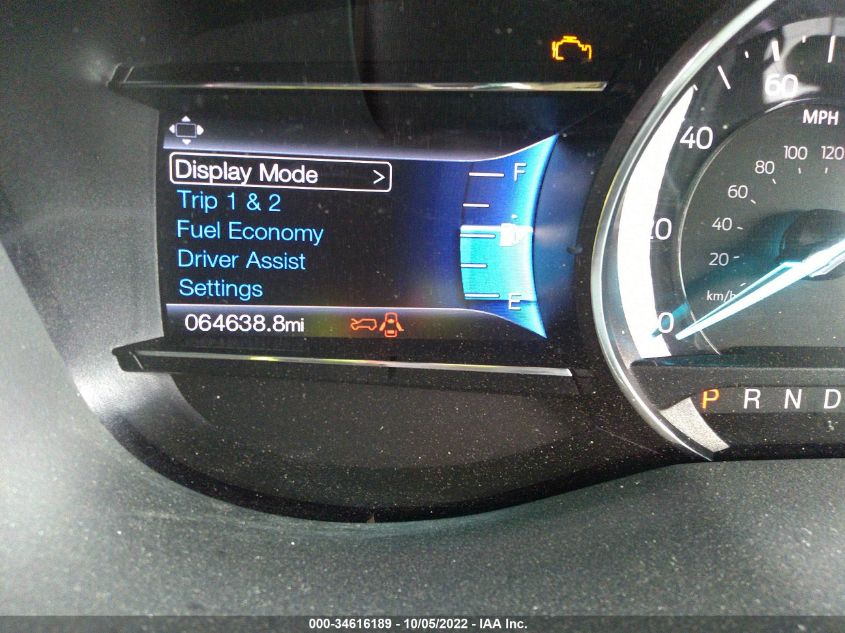 Display Mode >
Trip 1 & 2
Fuel Economy
Driver Assist
Settings
064638.8mi
F
E
60
40
20
0
MPH
120
100
80
60
40
20
km/h
P R N D
000-34616189 - 10/05/2022 - IAA Inc.